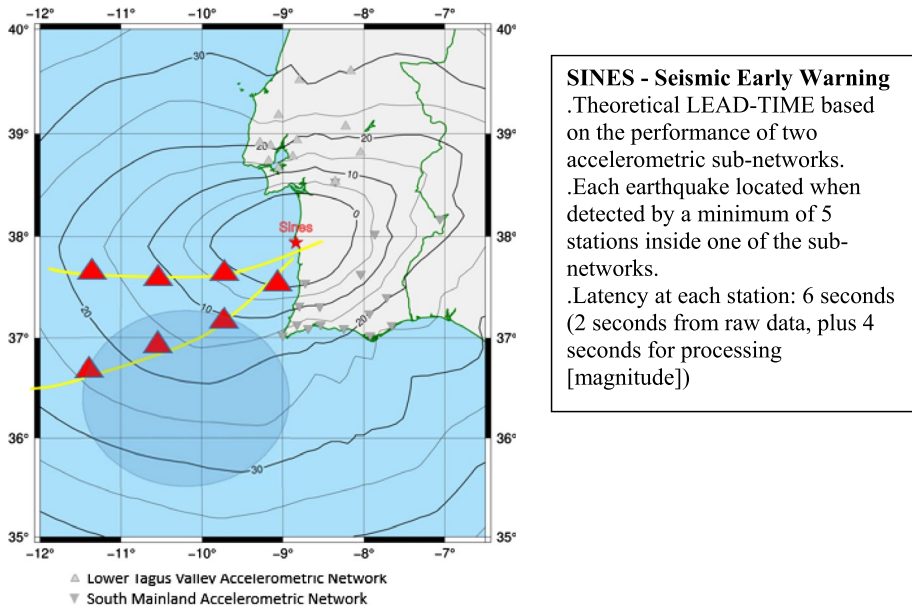 −12° −11° −10° −9° −8° −7°
40° 40°
30
39° 39°
20 20
10
0
38° 38°
Sines
20
10
20
37° 37°
36° 36°
30
35° 35°
−12° −11° −10° −9° −8° −7°
Lower Tagus Valley Accelerometric Network
South Mainland Accelerometric Network
SINES - Seismic Early Warning
.Theoretical LEAD-TIME based
on the performance of two
accelerometric sub-networks.
.Each earthquake located when
detected by a minimum of 5
stations inside one of the sub-
networks.
.Latency at each station: 6 seconds
(2 seconds from raw data, plus 4
seconds for processing
[magnitude])